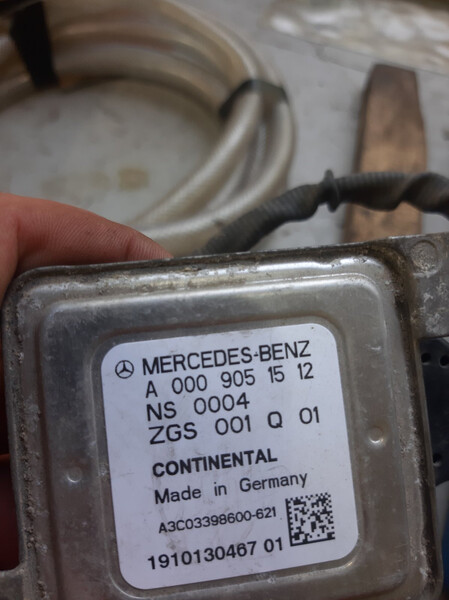 MERCEDES-BENZ
A 000 905 15 12
NS 0004
ZGS 001 Q 01
CONTINENTAL
Made in Germany
A3C03398600-621
1910130467 01